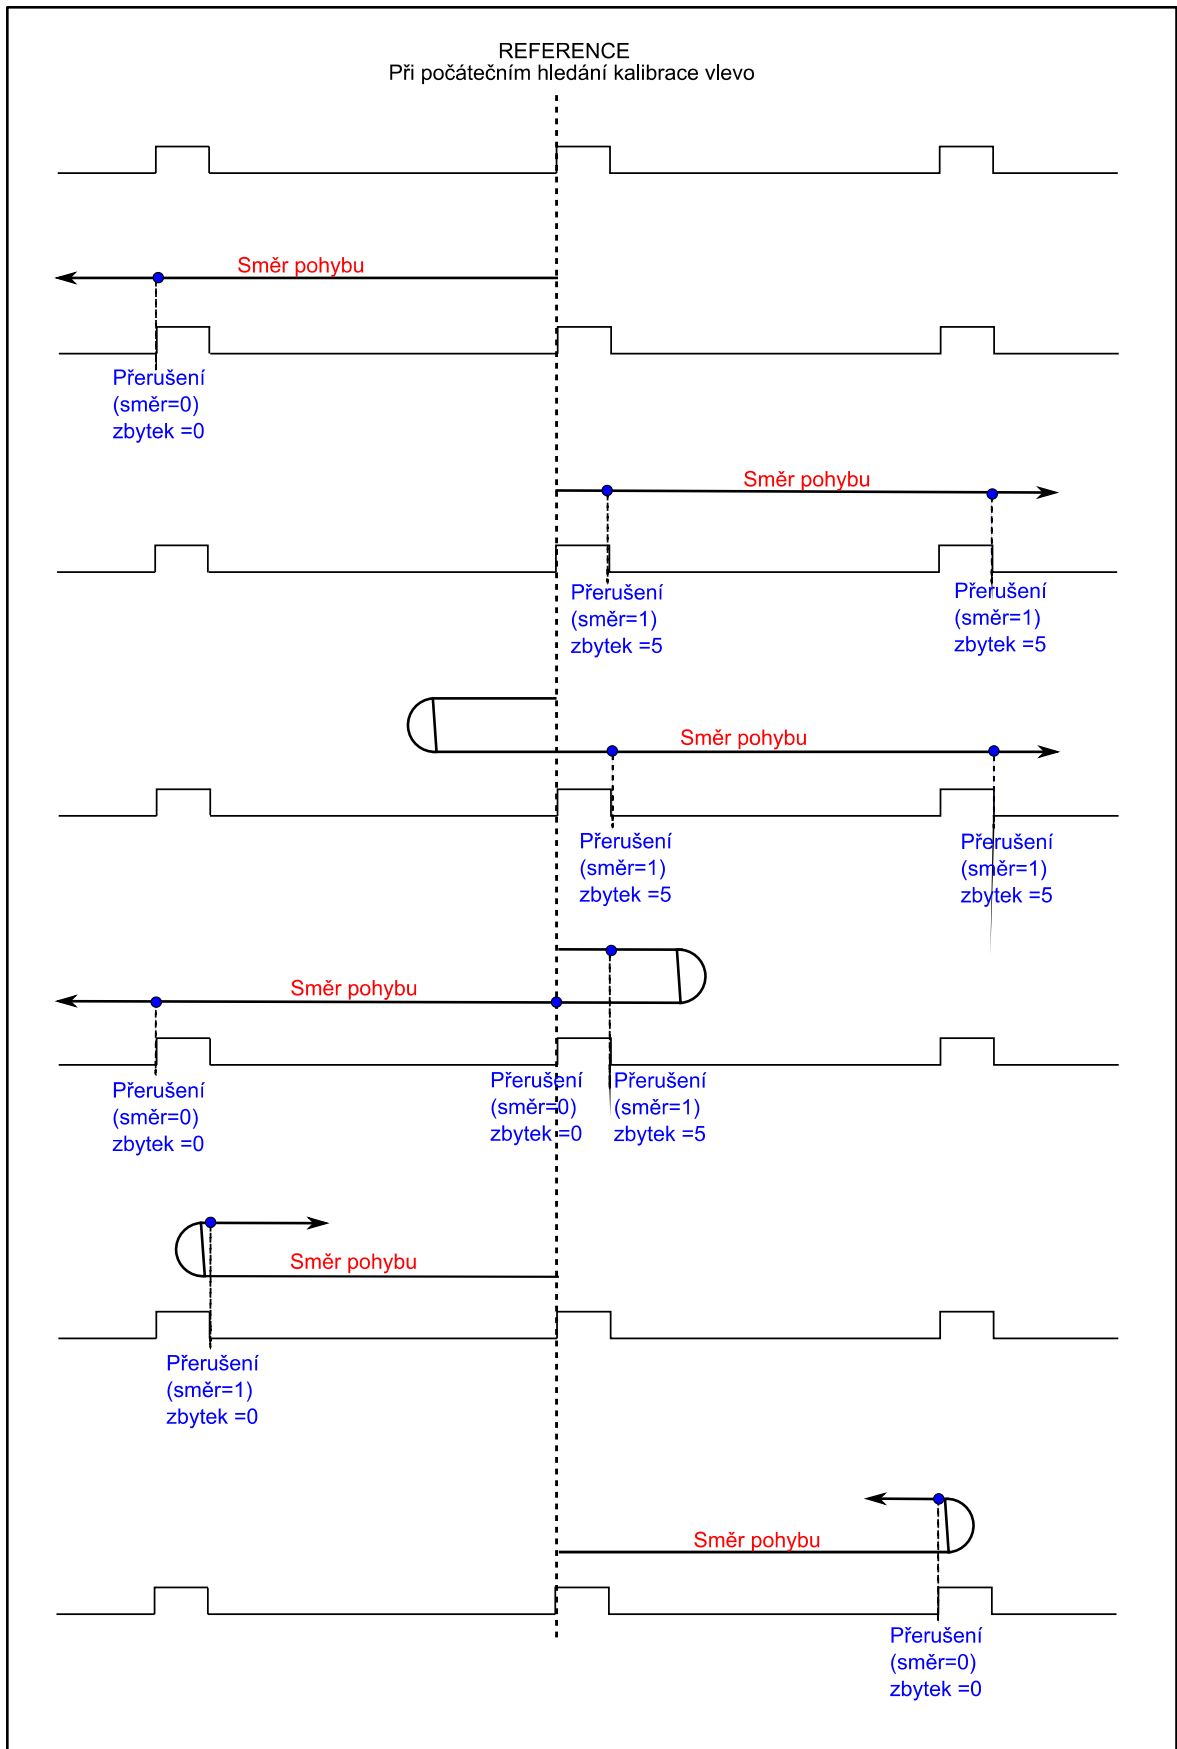 REFERENCE
Při počátečním hledání kalibrace vlevo
Směr pohybu
Přerušení
(směr=0)
zbytek =0
Směr pohybu
Přerušení
(směr=1)
zbytek =5
Přerušení
(směr=1)
zbytek =5
Směr pohybu
Přerušení
(směr=1)
zbytek =5
Přerušení
(směr=1)
zbytek =5
Směr pohybu
Přerušení
(směr=0)
zbytek =0
Přerušení
(směr=0)
zbytek =0
Přerušení
(směr=1)
zbytek =5
Směr pohybu
Přerušení
(směr=1)
zbytek =0
Směr pohybu
Přerušení
(směr=0)
zbytek =0